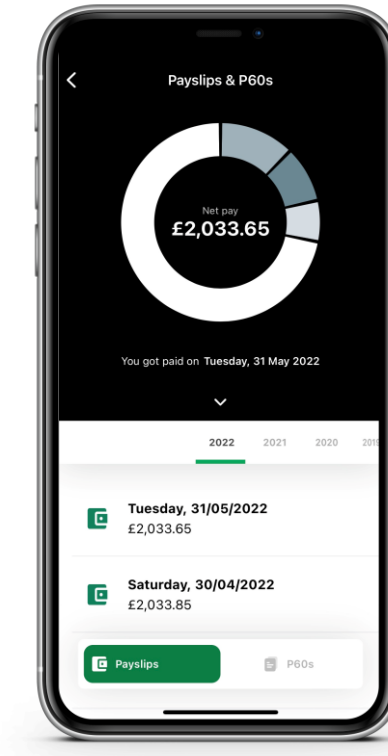 Payslips & P60s
Net pay
£2,033.65
You got paid on Tuesday, 31 May 2022
2022 2021 2020 2019
Tuesday, 31/05/2022
£2,033.65
Saturday, 30/04/2022
£2,033.85
Payslips P60s